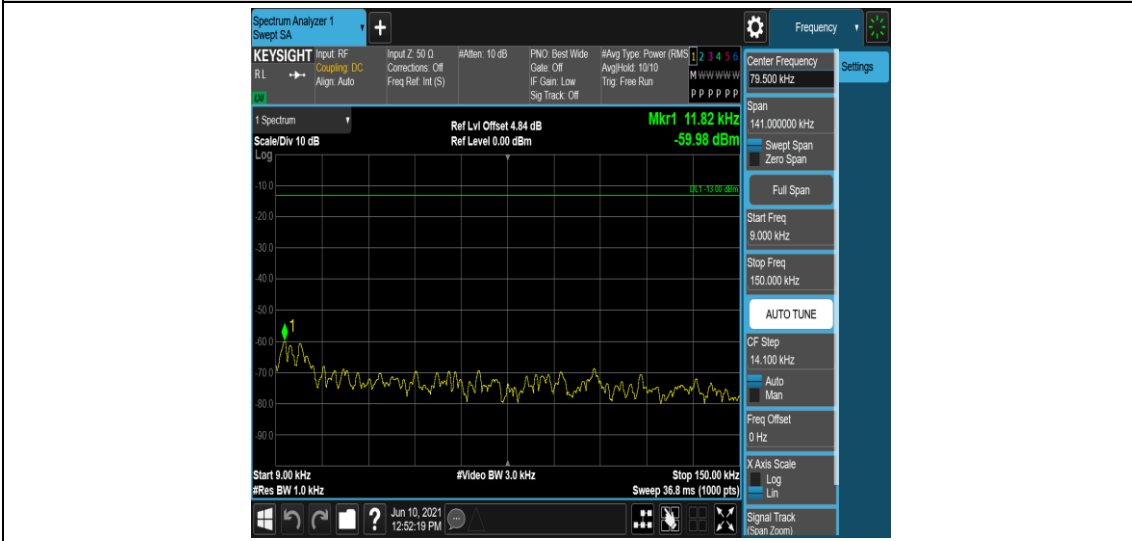 Spectrum Analyzer 1
Swept SA
+
Frequency
KEYSIGHT
RL
Input: RF
Coupling: DC
Align: Auto
Input Z: 50 Ω
Corrections: Off
Freq Ref: Int (S)
#Atten: 10 dB
PNO: Best Wide
Gate: Off
IF Gain: Low
Sig Track: Off
#Avg Type: Power (RMS
Avg|Hold: 10/10
Trig: Free Run
1 2 3 4 5 6
M W W W W W
P P P P P P
1 Spectrum
Scale/Div 10 dB
Log
Ref Lvl Offset 4.84 dB
Ref Level 0.00 dBm
Mkr1 11.82 kHz
-59.98 dBm
-10.0
DL1 -13.00 dBm
-20.0
-30.0
-40.0
-50.0
1
-60.0
-70.0
-80.0
-90.0
Start 9.00 kHz
#Res BW 1.0 kHz
#Video BW 3.0 kHz
Stop 150.00 kHz
Sweep 36.8 ms (1000 pts)
?
Jun 10, 2021
12:52:19 PM
Center Frequency
79.500 kHz
Settings
Span
141.000000 kHz
Swept Span
Zero Span
Full Span
Start Freq
9.000 kHz
Stop Freq
150.000 kHz
AUTO TUNE
CF Step
14.100 kHz
Auto
Man
Freq Offset
0 Hz
X Axis Scale
Log
Lin
Signal Track
(Span Zoom)